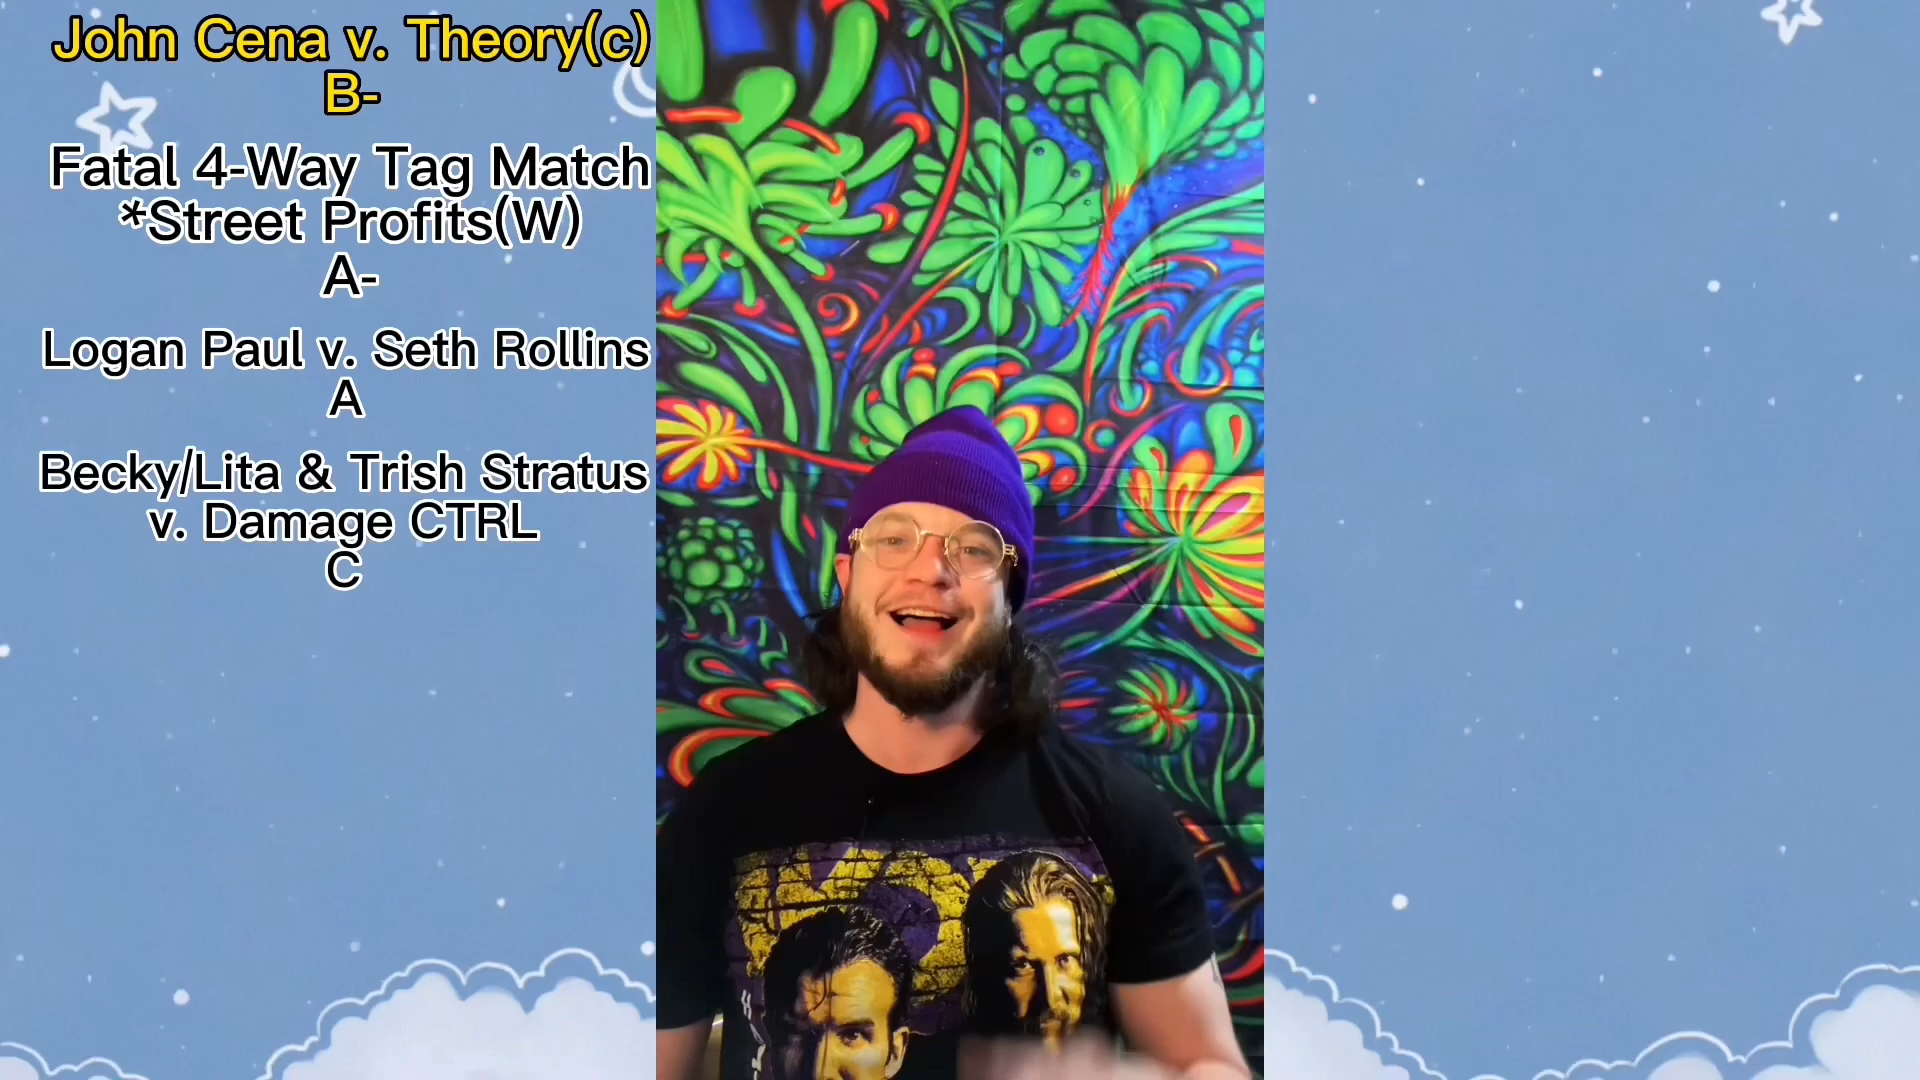 John Cena v. Theory(c)
B-
Fatal 4-Way Tag Match
*Street Profits(W)
A-
Logan Paul v. Seth Rollins
A
Becky/Lita & Trish Stratus
v. Damage CTRL
C